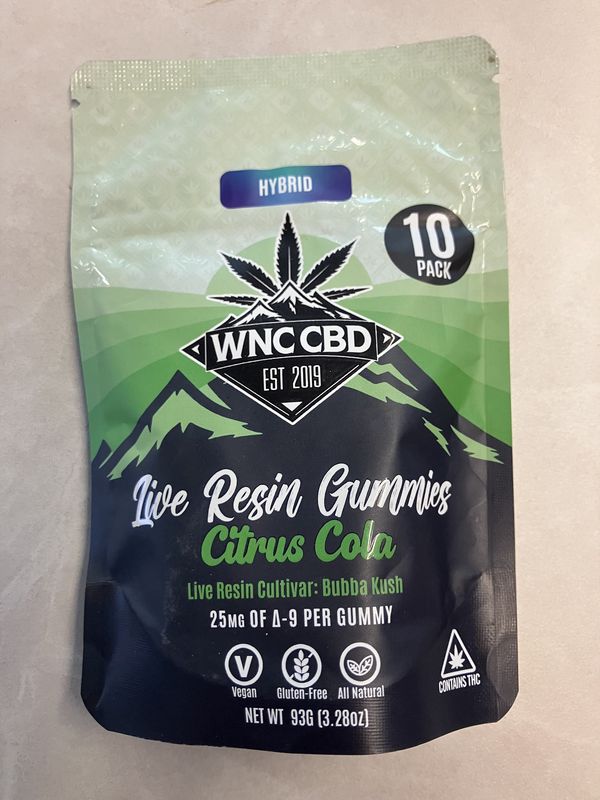 HYBRID
10
PACK
WNC CBD
EST 2019
Live Resin Gummies
Citrus Cola
Live Resin Cultivar: Bubba Kush
25MG OF Δ-9 PER GUMMY
V
Vegan
Gluten-Free
All Natural
CONTAINS THC
NET WT 93G (3.28oz)